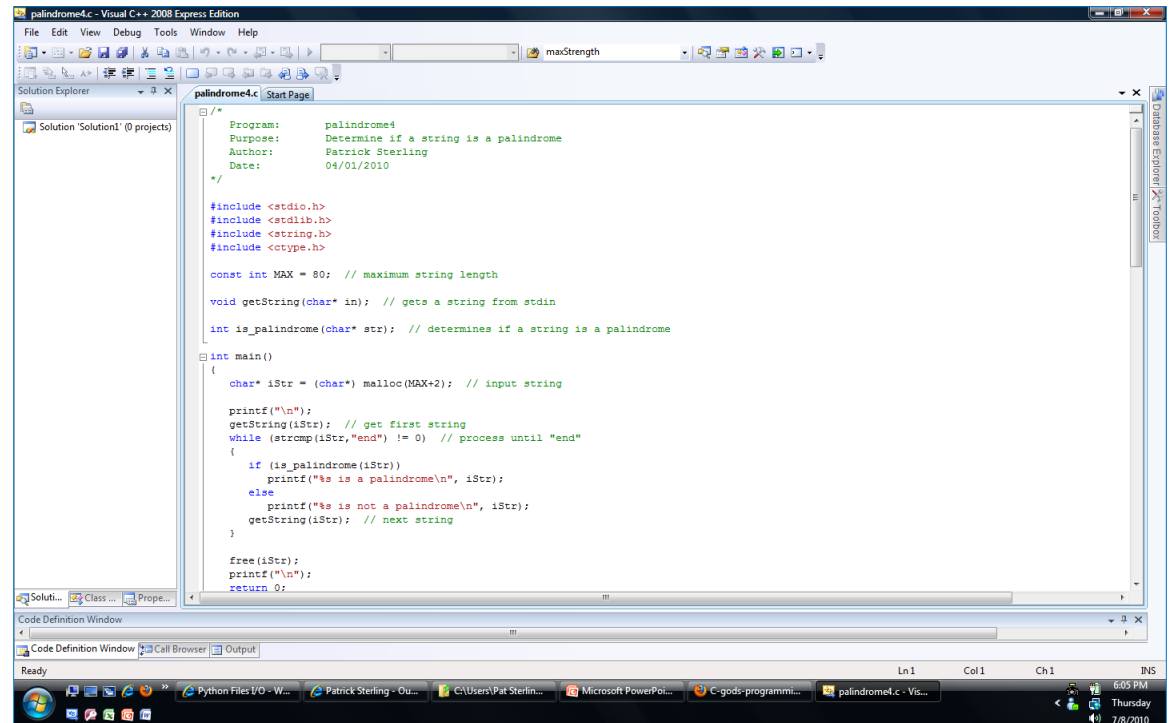 palindrome4.c - Visual C++ 2008 Express Edition
File Edit View Debug Tools Window Help
maxStrength
Solution Explorer
palindrome4.c Start Page
Solution 'Solution1' (0 projects)
/*
Program: palindrome4
Purpose: Determine if a string is a palindrome
Author: Patrick Sterling
Date: 04/01/2010
*/
#include <stdio.h>
#include <stdlib.h>
#include <string.h>
#include <ctype.h>
const int MAX = 80; // maximum string length
void getString(char* in); // gets a string from stdin
int is_palindrome(char* str); // determines if a string is a palindrome
int main()
{
char* iStr = (char*) malloc(MAX+2); // input string
printf("\n");
getString(iStr); // get first string
while (strcmp(iStr,"end") != 0) // process until "end"
{
if (is_palindrome(iStr))
printf("%s is a palindrome\n", iStr);
else
printf("%s is not a palindrome\n", iStr);
getString(iStr); // next string
}
free(iStr);
printf("\n");
return 0;
Database Explorer
Toolbox
Soluti... Class ... Prope...
Code Definition Window
Code Definition Window Call Browser Output
Ready Ln 1 Col 1 Ch 1 INS
Python Files I/O - W... Patrick Sterling - Ou... C:\Users\Pat Sterlin... Microsoft PowerPoi... C-gods-programmi... palindrome4.c - Vis...
6:05 PM
Thursday
7/8/2010